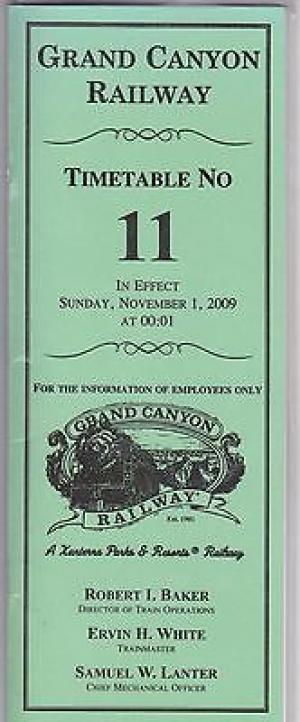 GRAND CANYON
RAILWAY
TIMETABLE NO
11
IN EFFECT
SUNDAY, NOVEMBER 1, 2009
AT 00:01
FOR THE INFORMATION OF EMPLOYEES ONLY
GRAND CANYON
RAILWAY
Est. 1901
A Xanterra Parks & Resorts® Railway
ROBERT I. BAKER
DIRECTOR OF TRAIN OPERATIONS
ERVIN H. WHITE
TRAINMASTER
SAMUEL W. LANTER
CHIEF MECHANICAL OFFICER